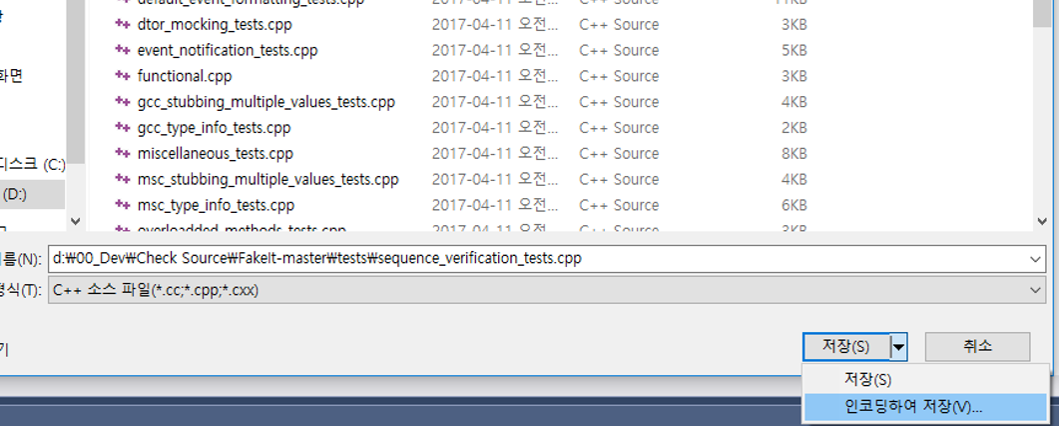 default_event_formatting_tests.cpp 2017-04-11 오전... C++ Source 11KB
dtor_mocking_tests.cpp 2017-04-11 오전... C++ Source 3KB
event_notification_tests.cpp 2017-04-11 오전... C++ Source 5KB
화면 functional.cpp 2017-04-11 오전... C++ Source 3KB
gcc_stubbing_multiple_values_tests.cpp 2017-04-11 오전... C++ Source 4KB
gcc_type_info_tests.cpp 2017-04-11 오전... C++ Source 2KB
디스크 (C:) miscellaneous_tests.cpp 2017-04-11 오전... C++ Source 8KB
(D:) msc_stubbing_multiple_values_tests.cpp 2017-04-11 오전... C++ Source 4KB
msc_type_info_tests.cpp 2017-04-11 오전... C++ Source 6KB
overloadded_methods_tests.cpp 2017-04-11 오전... C++ Source 3KB
이름(N): d:₩00_Dev₩Check Source₩FakeIt-master₩tests₩sequence_verification_tests.cpp
형식(T): C++ 소스 파일(*.cc;*.cpp;*.cxx)
기
저장(S) 취소
저장(S)
인코딩하여 저장(V)...